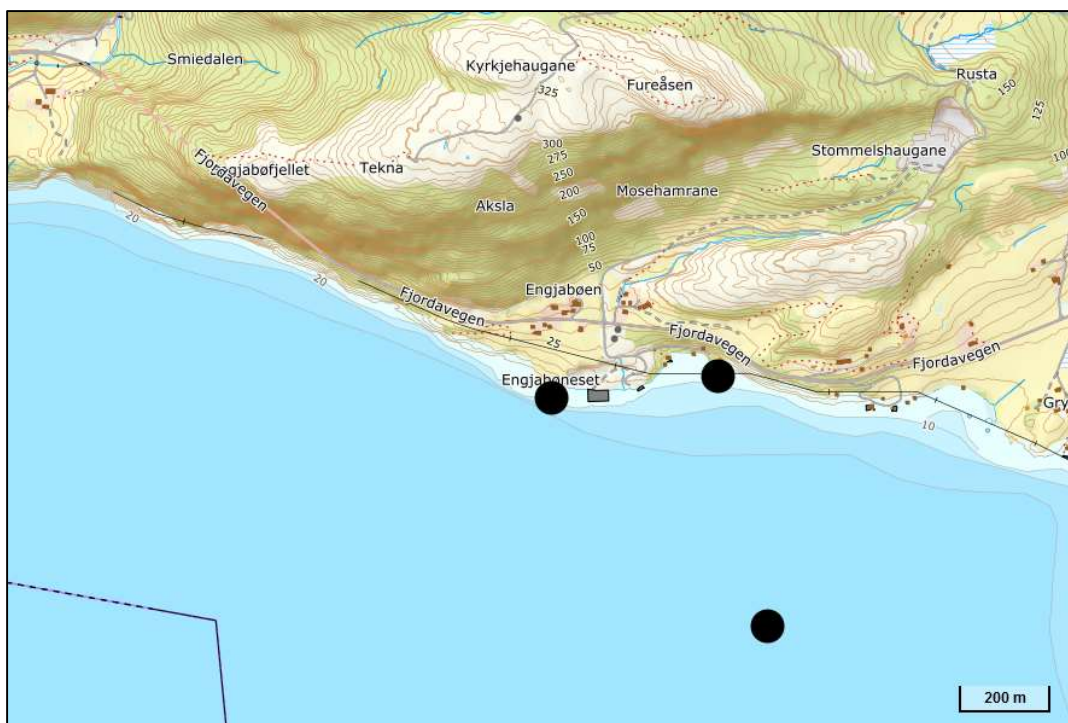 Smiedalen
Kyrkjehaugane
325
Fureåsen
Rusta
150
125
100
300
275
250
200
150
100
75
50
Stommelshaugane
Fjordavegen
Tekna
Mosehamrane
Aksla
20
20
Engjabøen
Fjordavegen
25
Fjordavegen
Fjordavegen
Engjabøneset
10
200 m